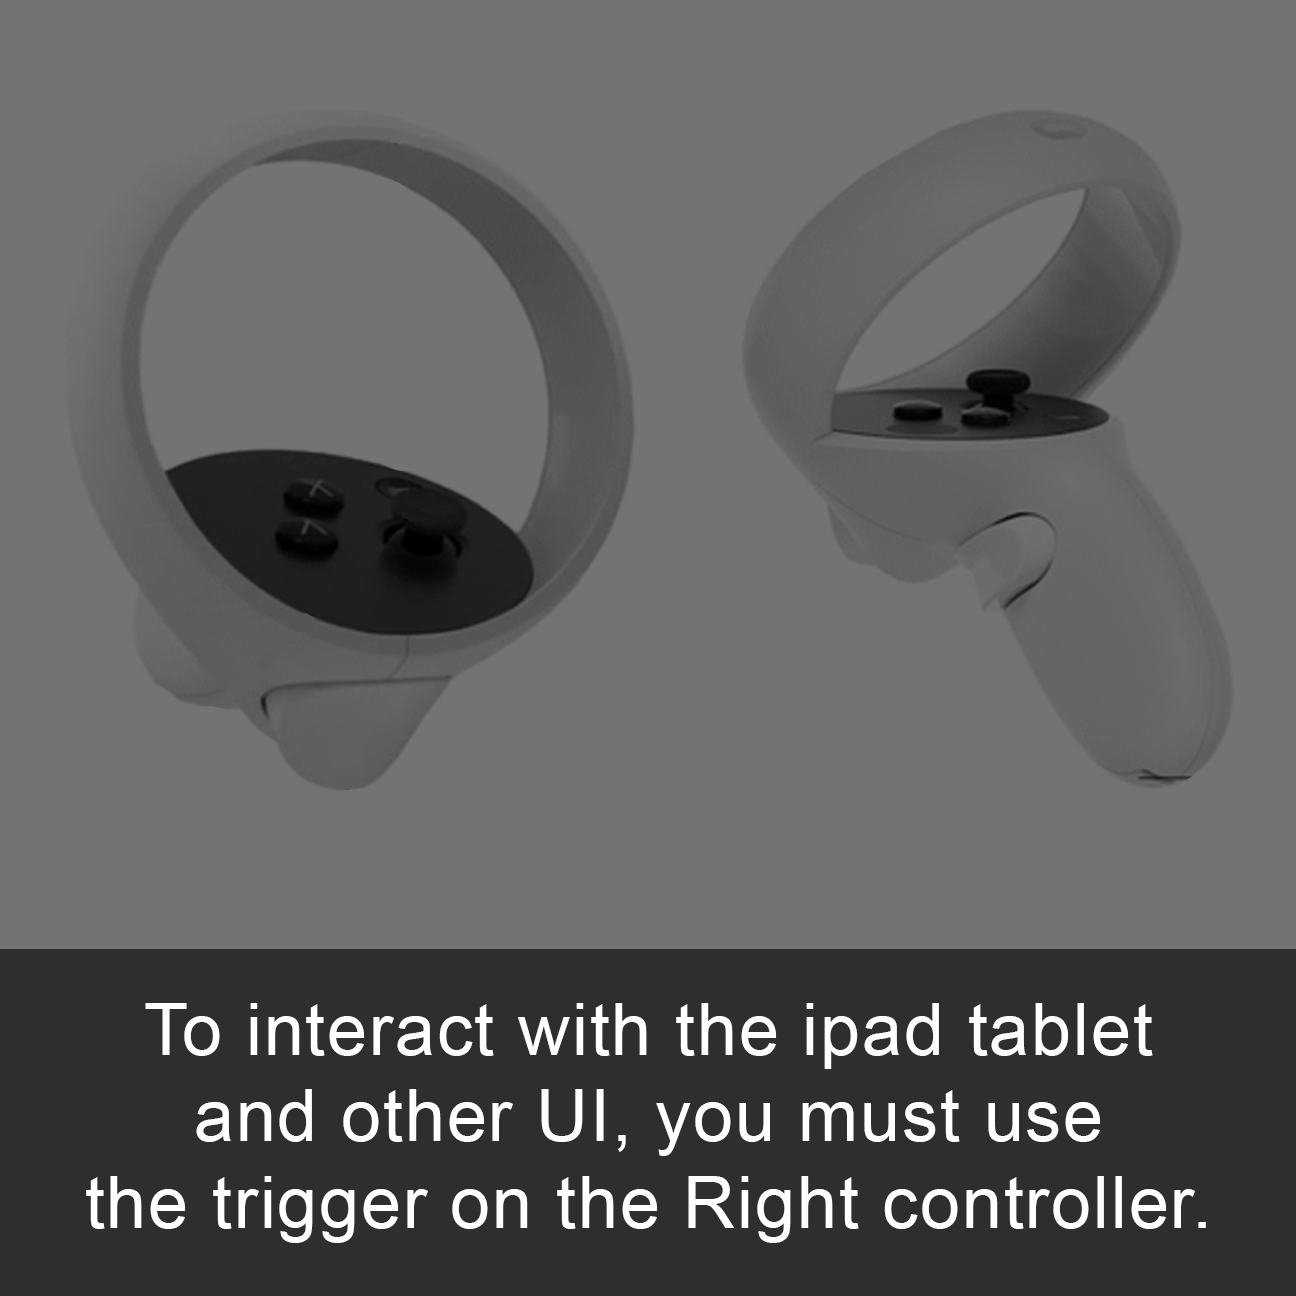 To interact with the ipad tablet
and other UI, you must use
the trigger on the Right controller.